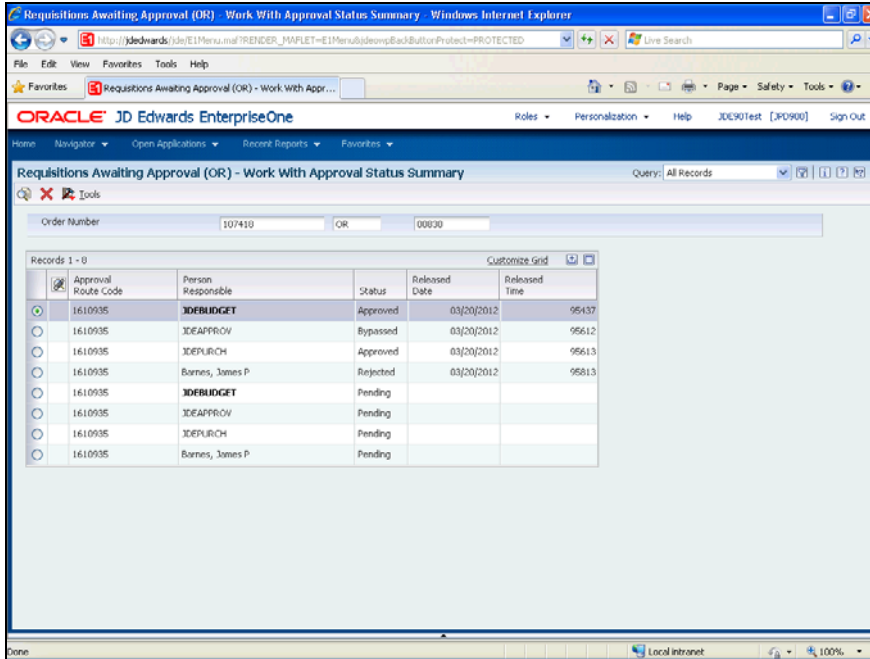 Requisitions Awaiting Approval (OR) - Work With Approval Status Summary - Windows Internet Explorer
http://jdedwards/jde/E1Menu.maf?RENDER_MAFLET=E1Menu&jdeowpBackButtonProtect=PROTECTED Live Search
File Edit View Favorites Tools Help
Favorites Requisitions Awaiting Approval (OR) - Work With Appr... Page Safety Tools
ORACLE JD Edwards EnterpriseOne Roles Personalization Help JDE90Test [JPD900] Sign Out
Home Navigator Open Applications Recent Reports Favorites
Requisitions Awaiting Approval (OR) - Work With Approval Status Summary Query: All Records
Tools
Order Number 107418 OR 00830
Records 1 - 8 Customize Grid
Approval Route Code Person Responsible Status Released Date Released Time
1610935 JDEBUDGET Approved 03/20/2012 95437
1610935 JDEAPPROV Bypassed 03/20/2012 95612
1610935 JDEPURCH Approved 03/20/2012 95613
1610935 Barnes, James P Rejected 03/20/2012 95813
1610935 JDEBUDGET Pending
1610935 JDEAPPROV Pending
1610935 JDEPURCH Pending
1610935 Barnes, James P Pending
Done Local intranet 100%